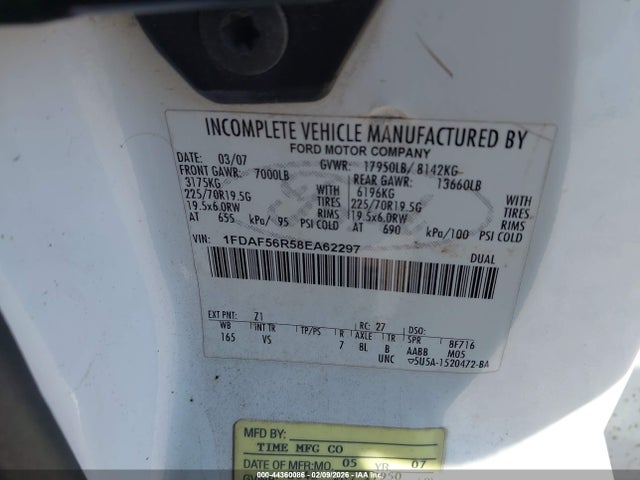 INCOMPLETE VEHICLE MANUFACTURED BY
FORD MOTOR COMPANY
DATE: 03/07 GVWR: 17950LB/ 8142KG
FRONT GAWR: 7000LB REAR GAWR: 13660LB
3175KG WITH 6196KG WITH
225/70R19.5G TIRES 225/70R19.5G TIRES
19.5x6.0RW RIMS 19.5x6.0RW RIMS
AT 655 kPa/ 95 PSI COLD AT 690 kPa/100 PSI COLD
VIN: 1FDAF56R58EA62297 DUAL
EXT PNT: Z1 RC: 27 DSO:
WB INT TR TP/PS R AXLE TR SPR BF716
165 VS 7 BL B AABB M05
UNC ▽5U5A-1520472-BA
MFD BY:
TIME MFG CO
DATE OF MFR: MO. 05 YR 07
-- 44360086 -- 02/09/2026 -- IAAI --